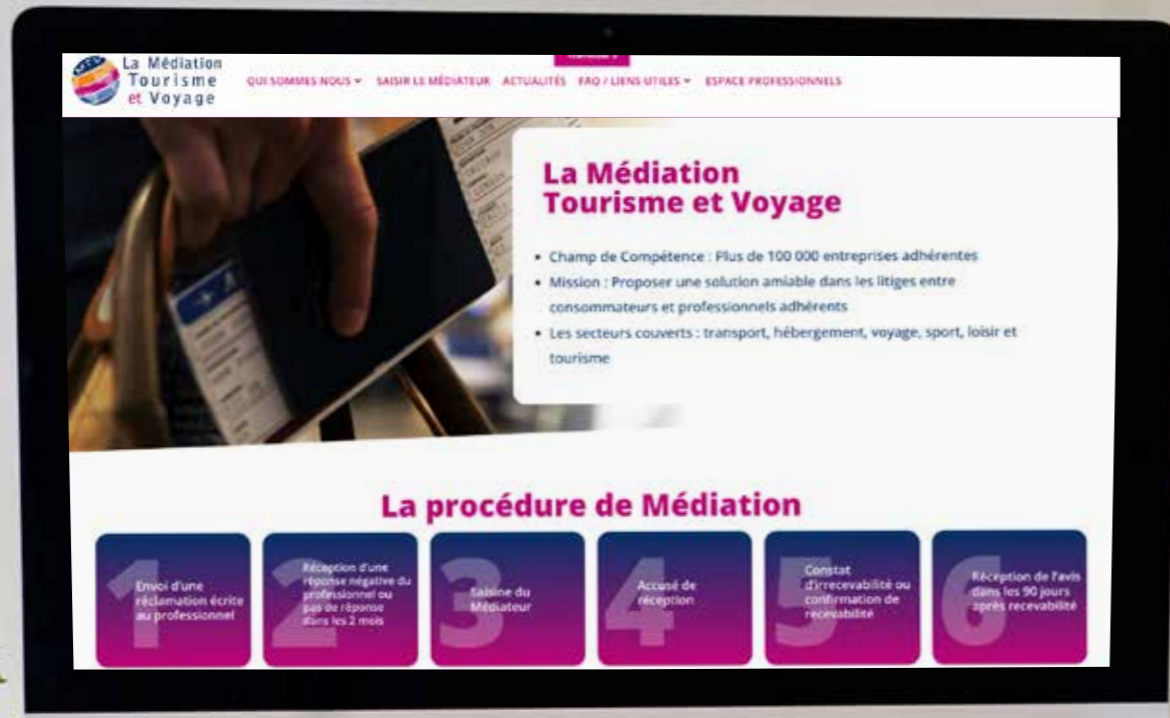 La Médiation
Tourisme
et Voyage
QUI SOMMES NOUS
SAISIR LE MÉDIATEUR
ACTUALITÉS
FAQ / LIENS UTILES
ESPACE PROFESSIONNELS
La Médiation
Tourisme et Voyage
• Champ de Compétence : Plus de 100 000 entreprises adhérentes
• Mission : Proposer une solution amiable dans les litiges entre
consommateurs et professionnels adhérents
• Les secteurs couverts : transport, hébergement, voyage, sport, loisir et
tourisme
La procédure de Médiation
1
Envoi d'une
réclamation écrite
au professionnel
2
Réception d'une
réponse négative du
professionnel ou
pas de réponse
dans les 2 mois
3
Saisine du
Médiateur
4
Accusé de
réception
5
Constat
d'irrecevabilité ou
confirmation de
recevabilité
6
Réception de l'avis
dans les 90 jours
après recevabilité